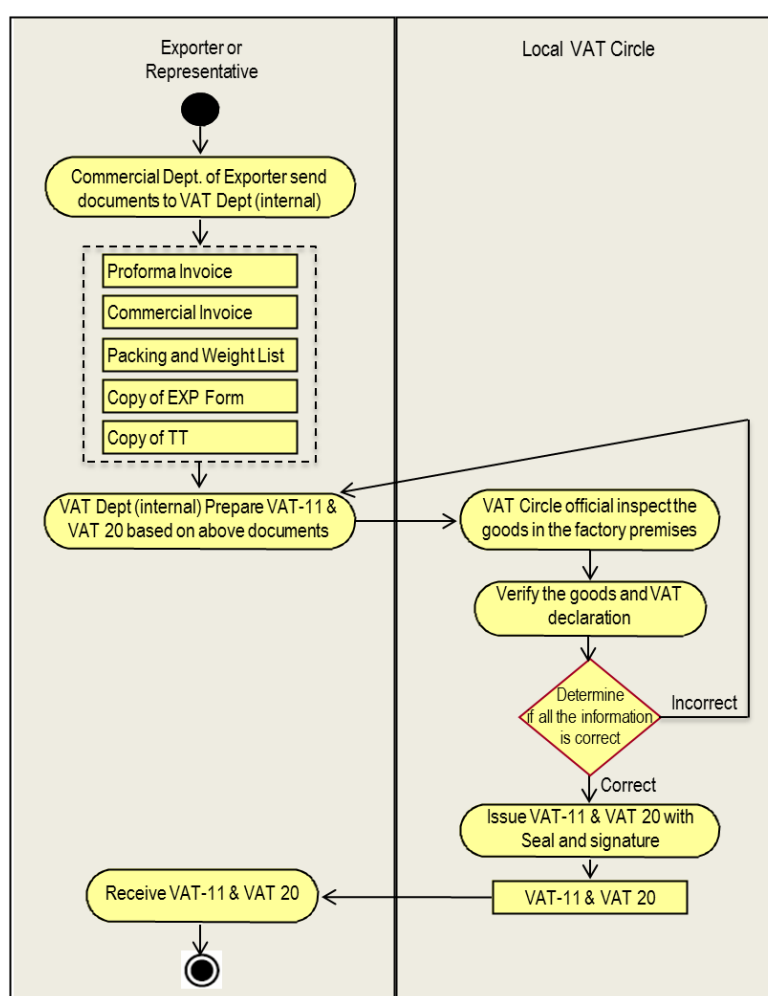 Exporter or
Representative
Local VAT Circle
Commercial Dept. of Exporter send
documents to VAT Dept (internal)
Proforma Invoice
Commercial Invoice
Packing and Weight List
Copy of EXP Form
Copy of TT
VAT Dept (internal) Prepare VAT-11 &
VAT 20 based on above documents
VAT Circle official inspect the
goods in the factory premises
Verify the goods and VAT
declaration
Determine
if all the information
is correct
Incorrect
Correct
Issue VAT-11 & VAT 20 with
Seal and signature
VAT-11 & VAT 20
Receive VAT-11 & VAT 20